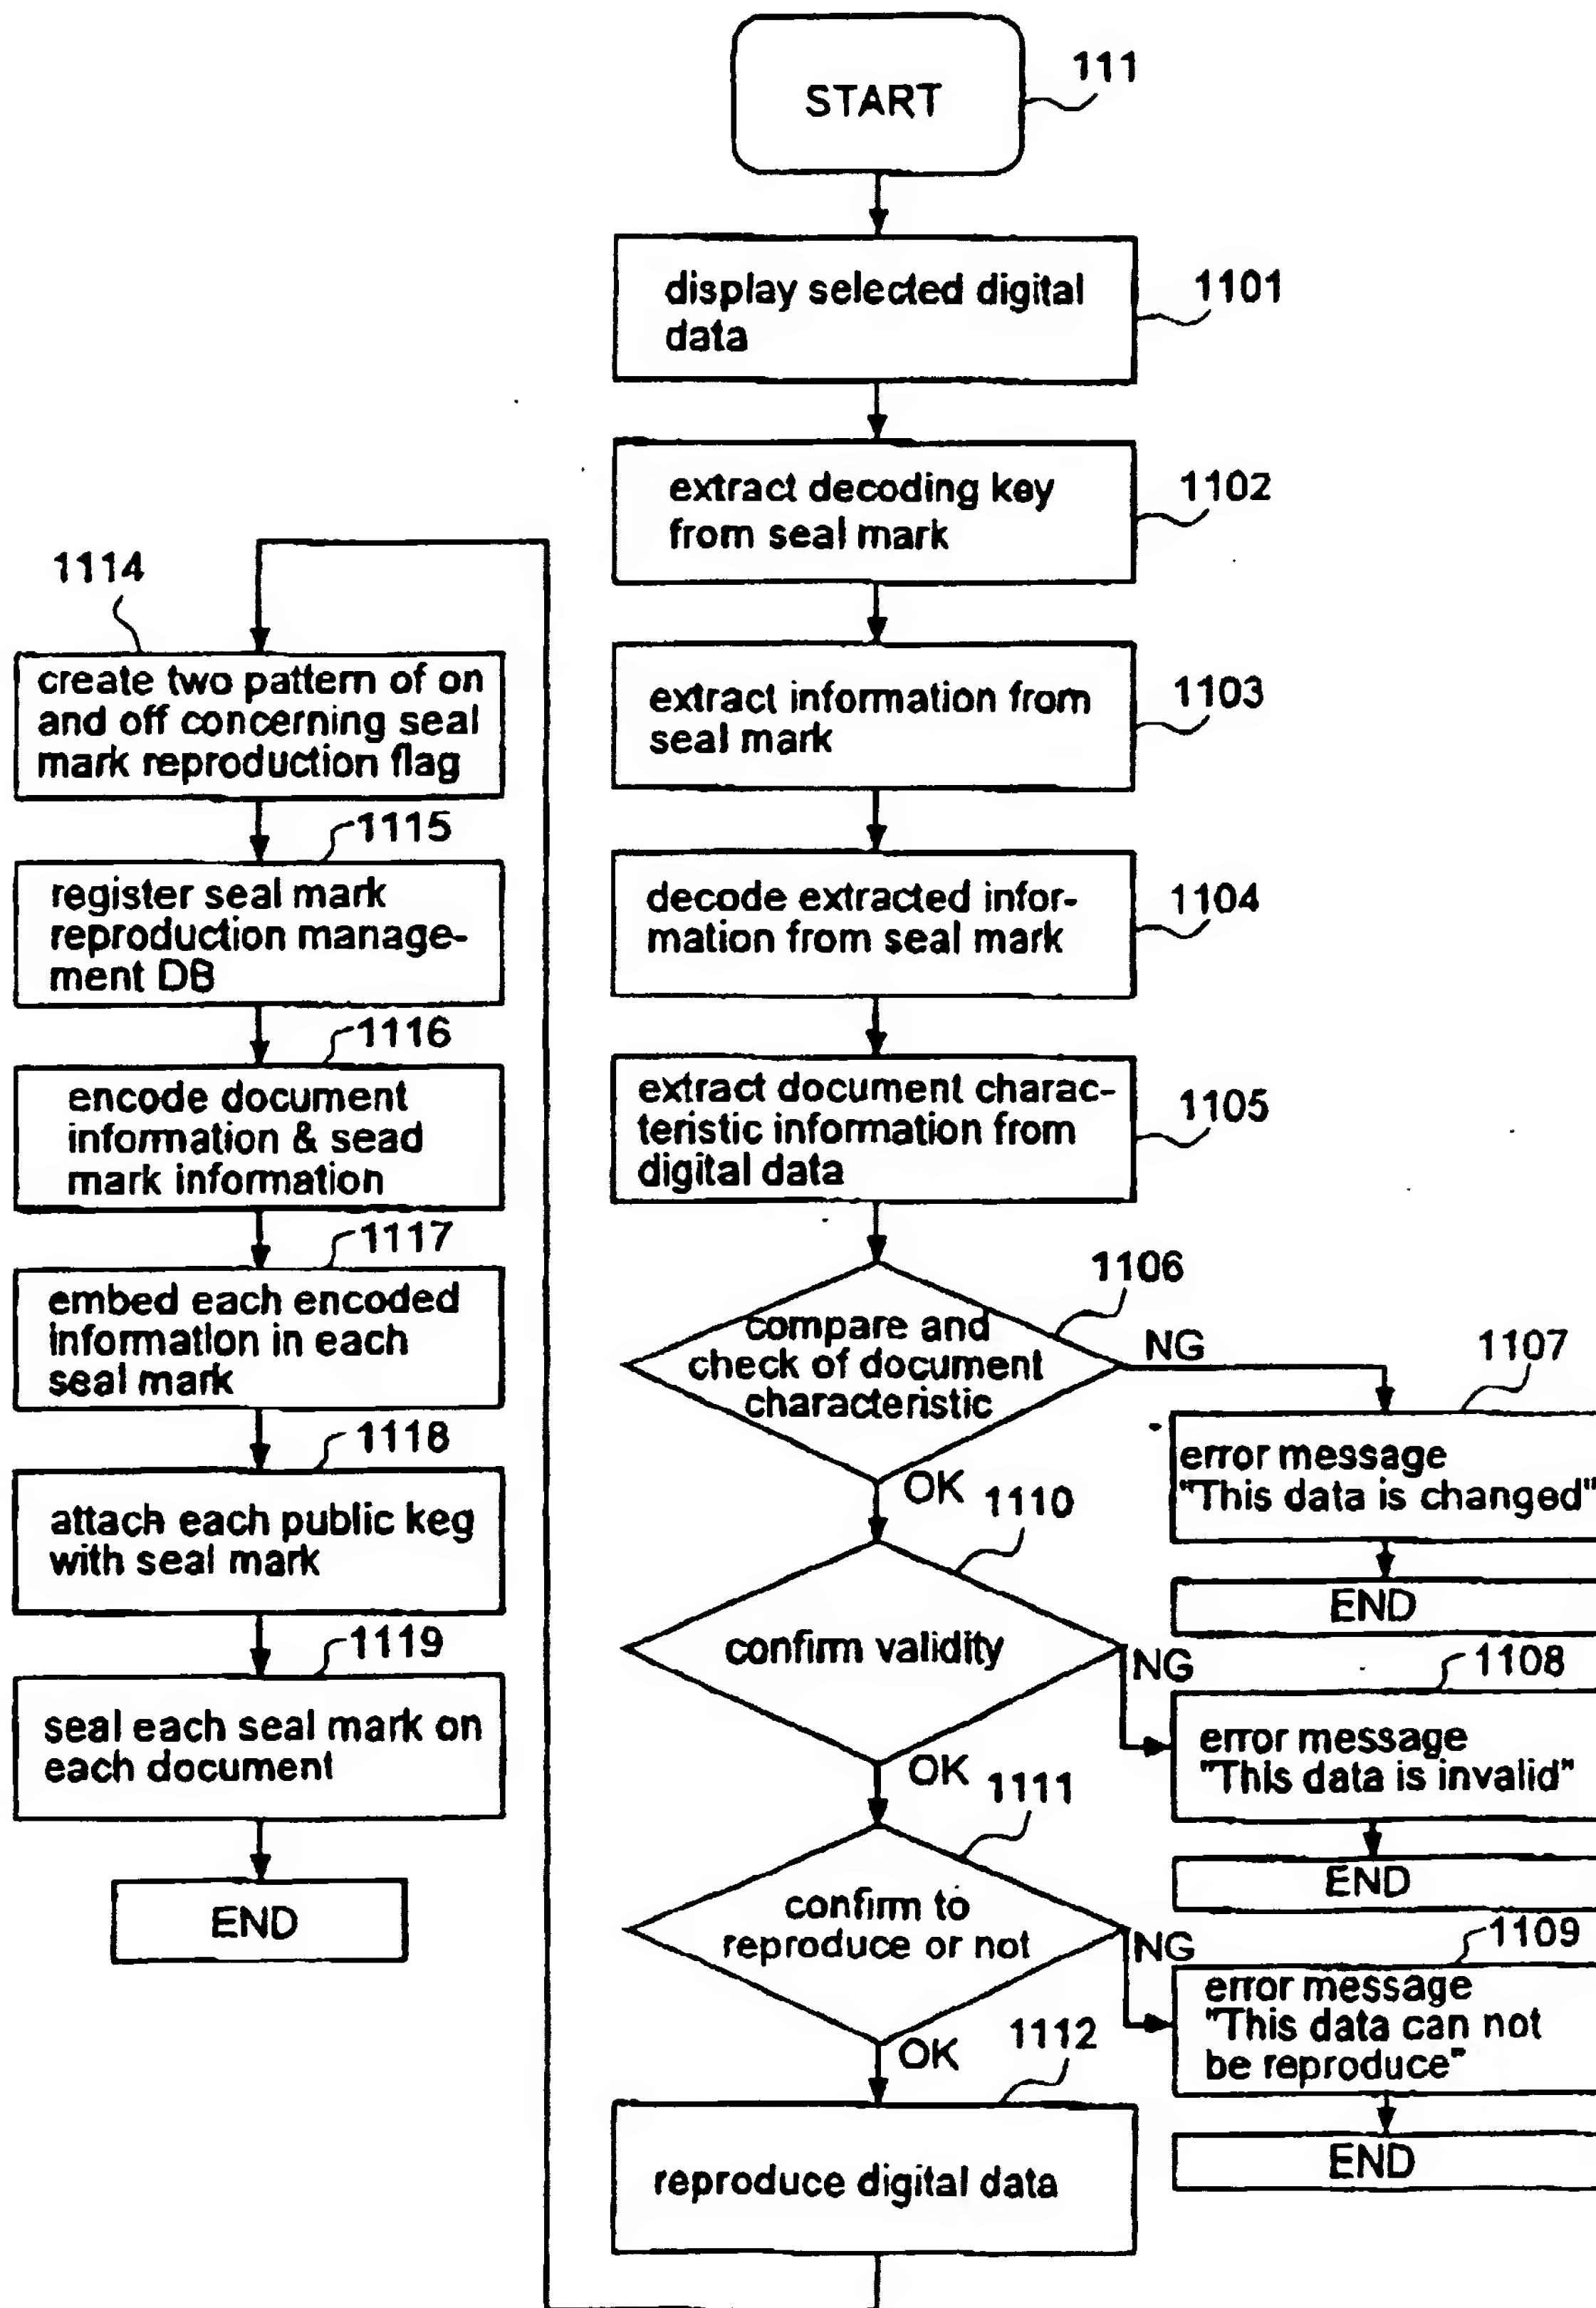 START
111
display selected digital
data
1101
extract decoding key
from seal mark
1102
extract information from
seal mark
1103
decode extracted infor-
mation from seal mark
1104
extract document charac-
teristic information from
digital data
1105
1106
compare and
check of document
characteristic
NG
OK
1107
error message
"This data is changed"
END
1110
confirm validity
NG
OK
1108
error message
"This data is invalid"
END
1111
confirm to
reproduce or not
NG
OK
1109
error message
"This data can not
be reproduce"
END
1112
reproduce digital data
1114
create two pattern of on
and off concerning seal
mark reproduction flag
1115
register seal mark
reproduction manage-
ment DB
1116
encode document
information & sead
mark information
1117
embed each encoded
information in each
seal mark
1118
attach each public keg
with seal mark
1119
seal each seal mark on
each document
END